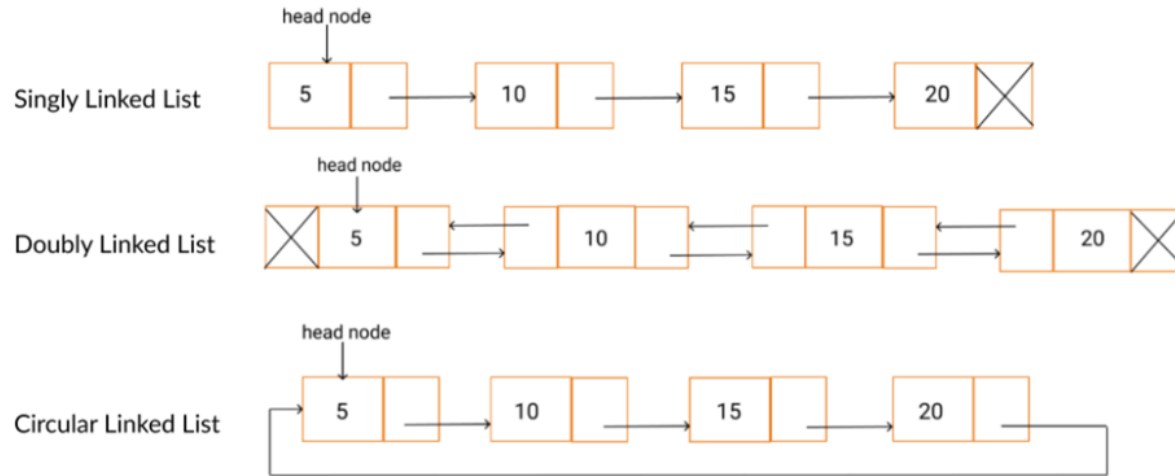 head node
Singly Linked List 5 10 15 20
head node
Doubly Linked List 5 10 15 20
head node
Circular Linked List 5 10 15 20